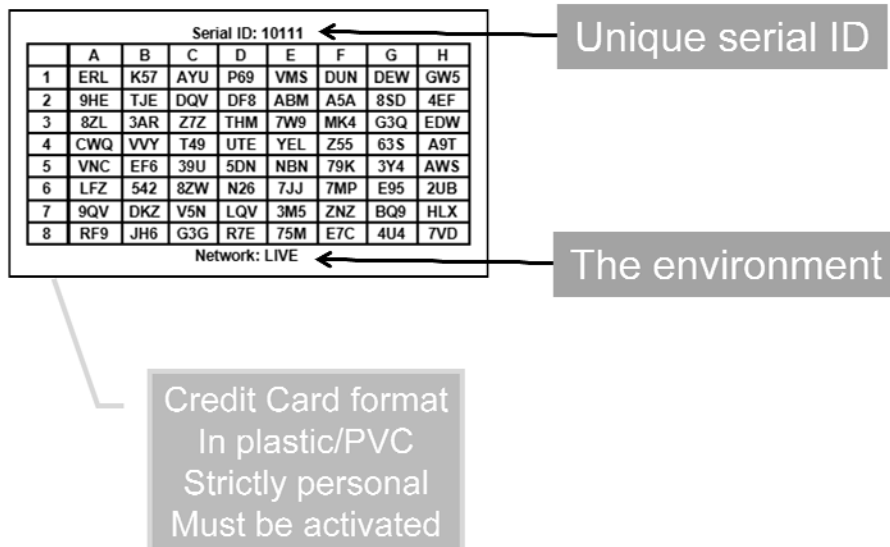 Serial ID: 10111
Unique serial ID
A B C D E F G H
1 ERL K57 AYU P69 VMS DUN DEW GW5
2 9HE TJE DQV DF8 ABM A5A 8SD 4EF
3 8ZL 3AR Z7Z THM 7W9 MK4 G3Q EDW
4 CWQ VVY T49 UTE YEL Z55 63S A9T
5 VNC EF6 39U 5DN NBN 79K 3Y4 AWS
6 LFZ 542 8ZW N26 7JJ 7MP E95 2UB
7 9QV DKZ V5N LQV 3M5 ZNZ BQ9 HLX
8 RF9 JH6 G3G R7E 75M E7C 4U4 7VD
Network: LIVE
The environment
Credit Card format
In plastic/PVC
Strictly personal
Must be activated